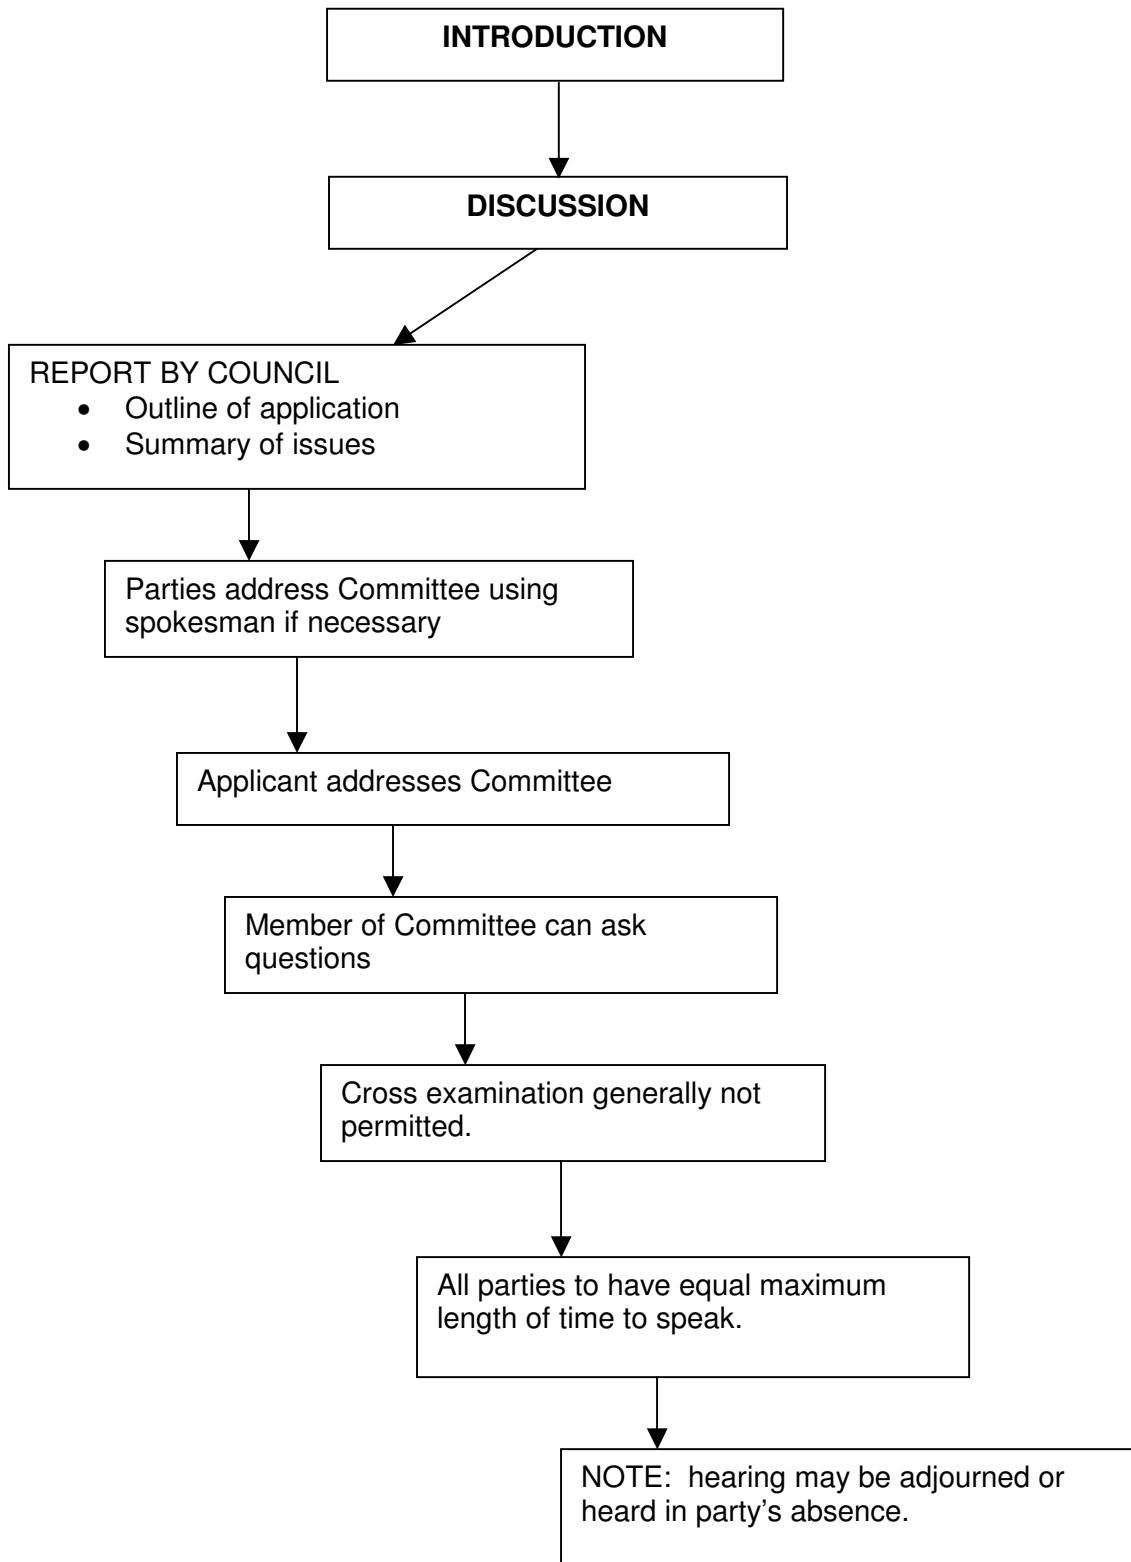 INTRODUCTION
DISCUSSION
REPORT BY COUNCIL
• Outline of application
• Summary of issues
Parties address Committee using
spokesman if necessary
Applicant addresses Committee
Member of Committee can ask
questions
Cross examination generally not
permitted.
All parties to have equal maximum
length of time to speak.
NOTE:  hearing may be adjourned or
heard in party’s absence.